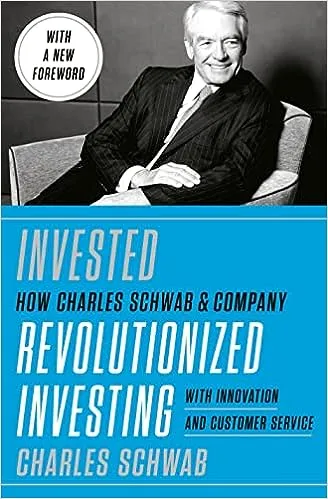 WITH
A NEW
FOREWORD
INVESTED
HOW CHARLES SCHWAB & COMPANY
REVOLUTIONIZED
INVESTING
WITH INNOVATION
AND CUSTOMER SERVICE
CHARLES SCHWAB